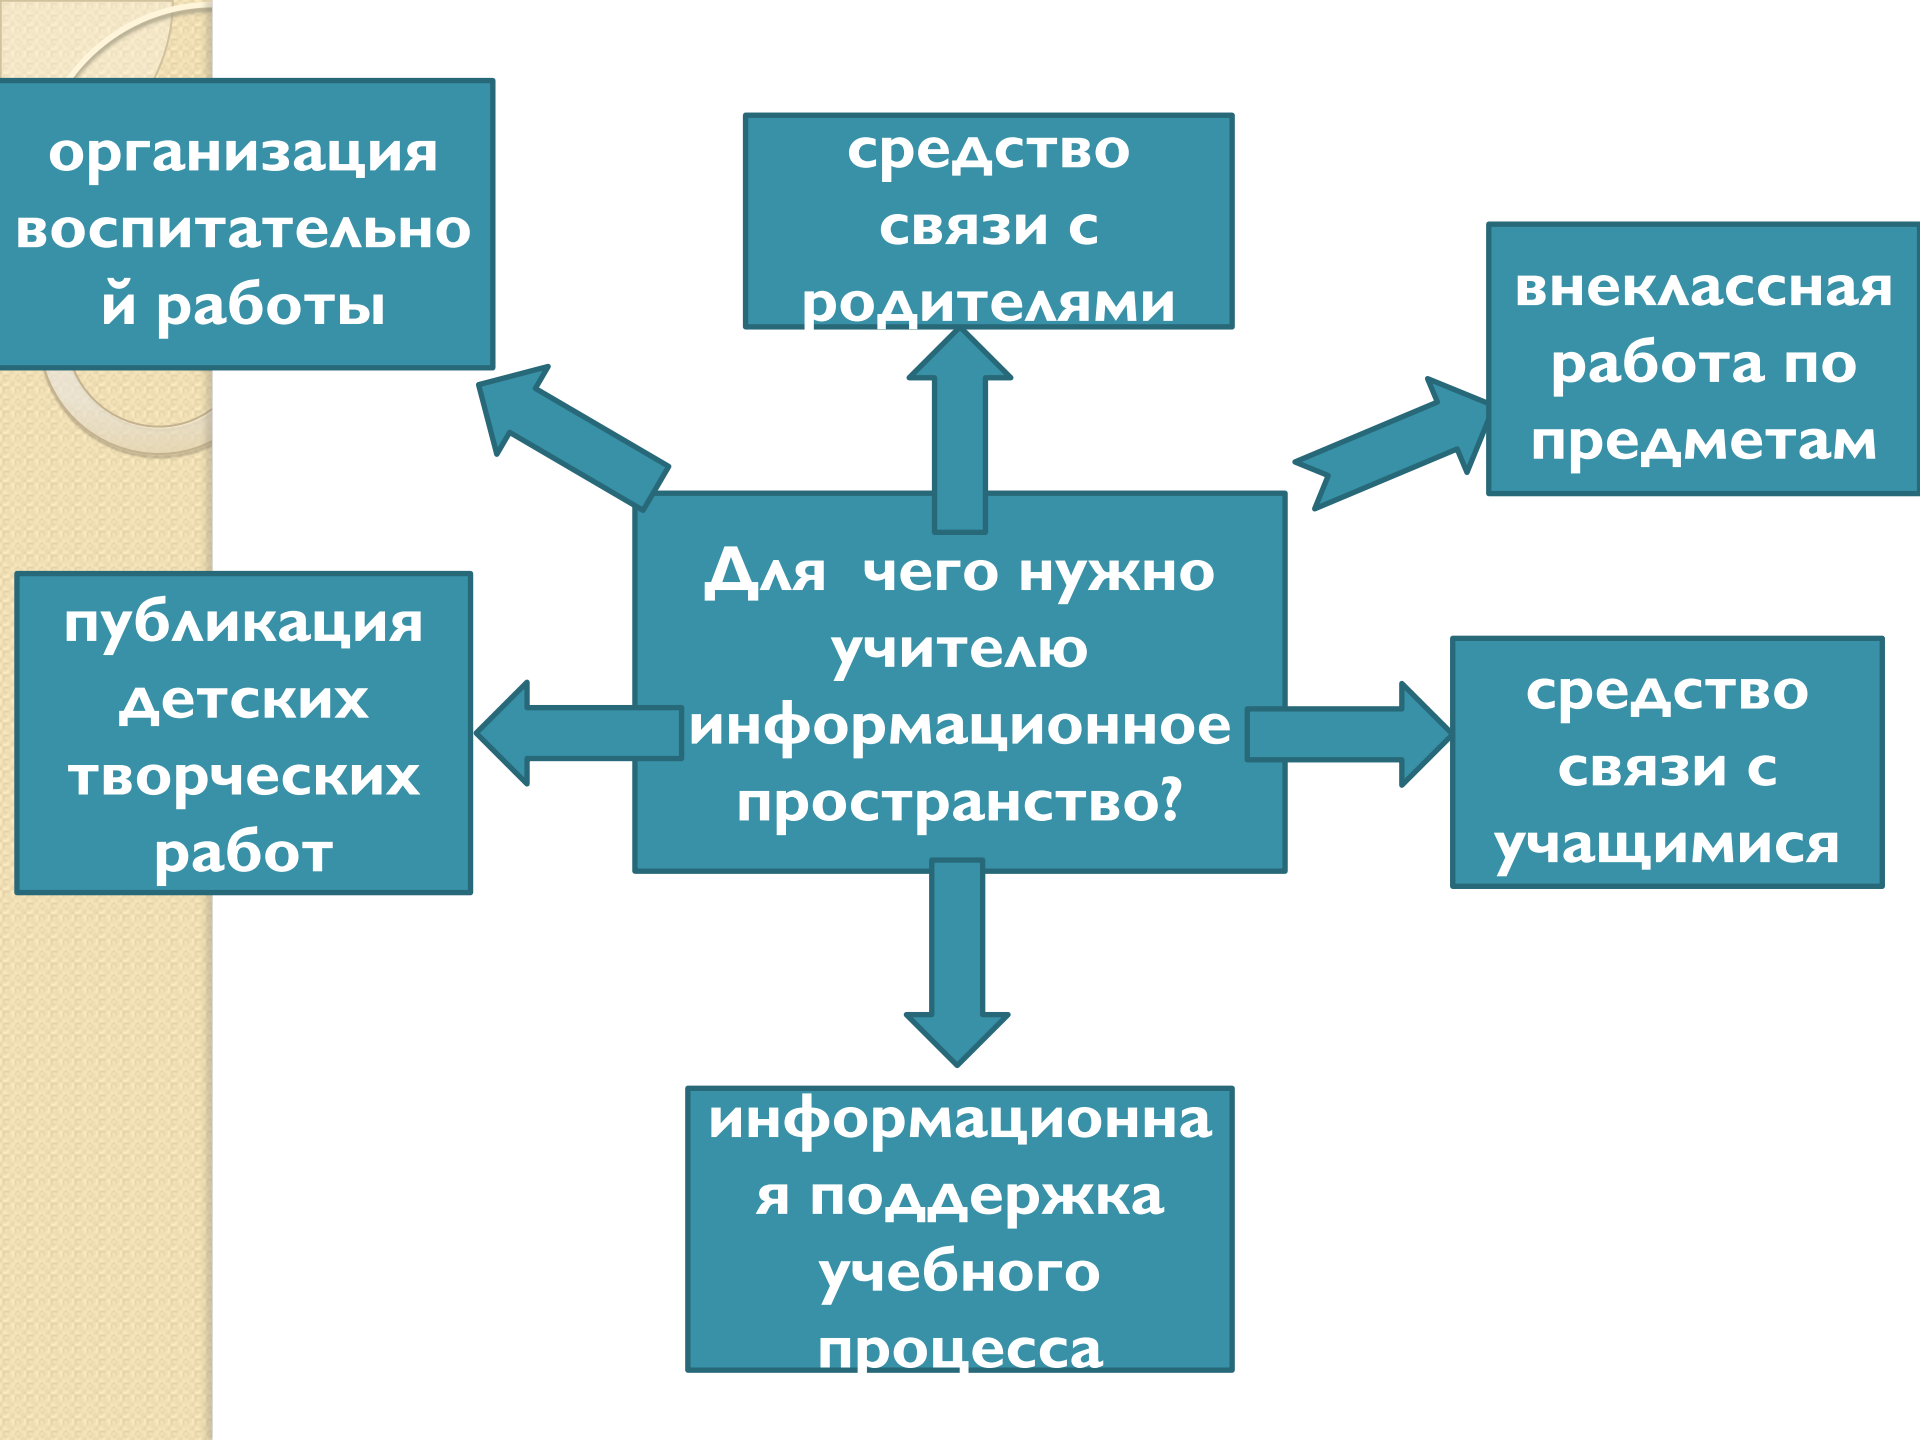 организация
воспитательно
й работы
средство
связи с
родителями
внеклассная
работа по
предметам
Для  чего нужно
учителю
информационное
пространство?
публикация
детских
творческих
работ
средство
связи с
учащимися
информационна
я поддержка
учебного
процесса